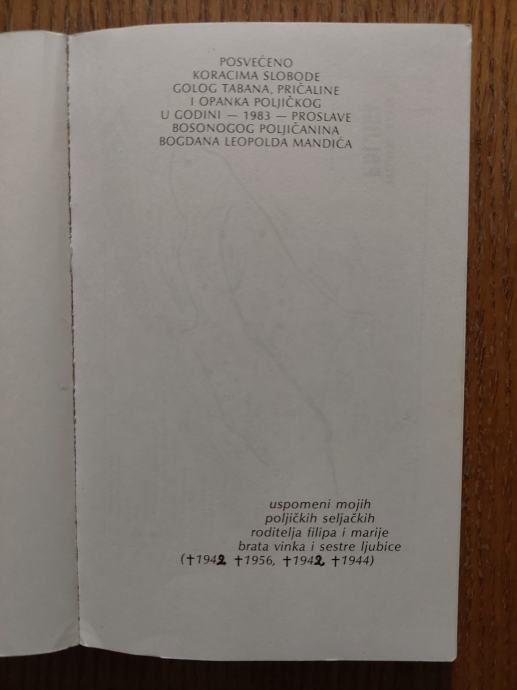 POSVEĆENO
KORACIMA SLOBODE
GOLOG TABANA, PRIČALINE
I OPANKA POLJIČKOG
U GODINI — 1983 — PROSLAVE
BOSONOGOG POLJIČANINA
BOGDANA LEOPOLDA MANDIĆA
uspomeni mojih
poljičkih seljačkih
roditelja filipa i marije
brata vinka i sestre ljubice
(†1942 †1956, †1942 †1944)